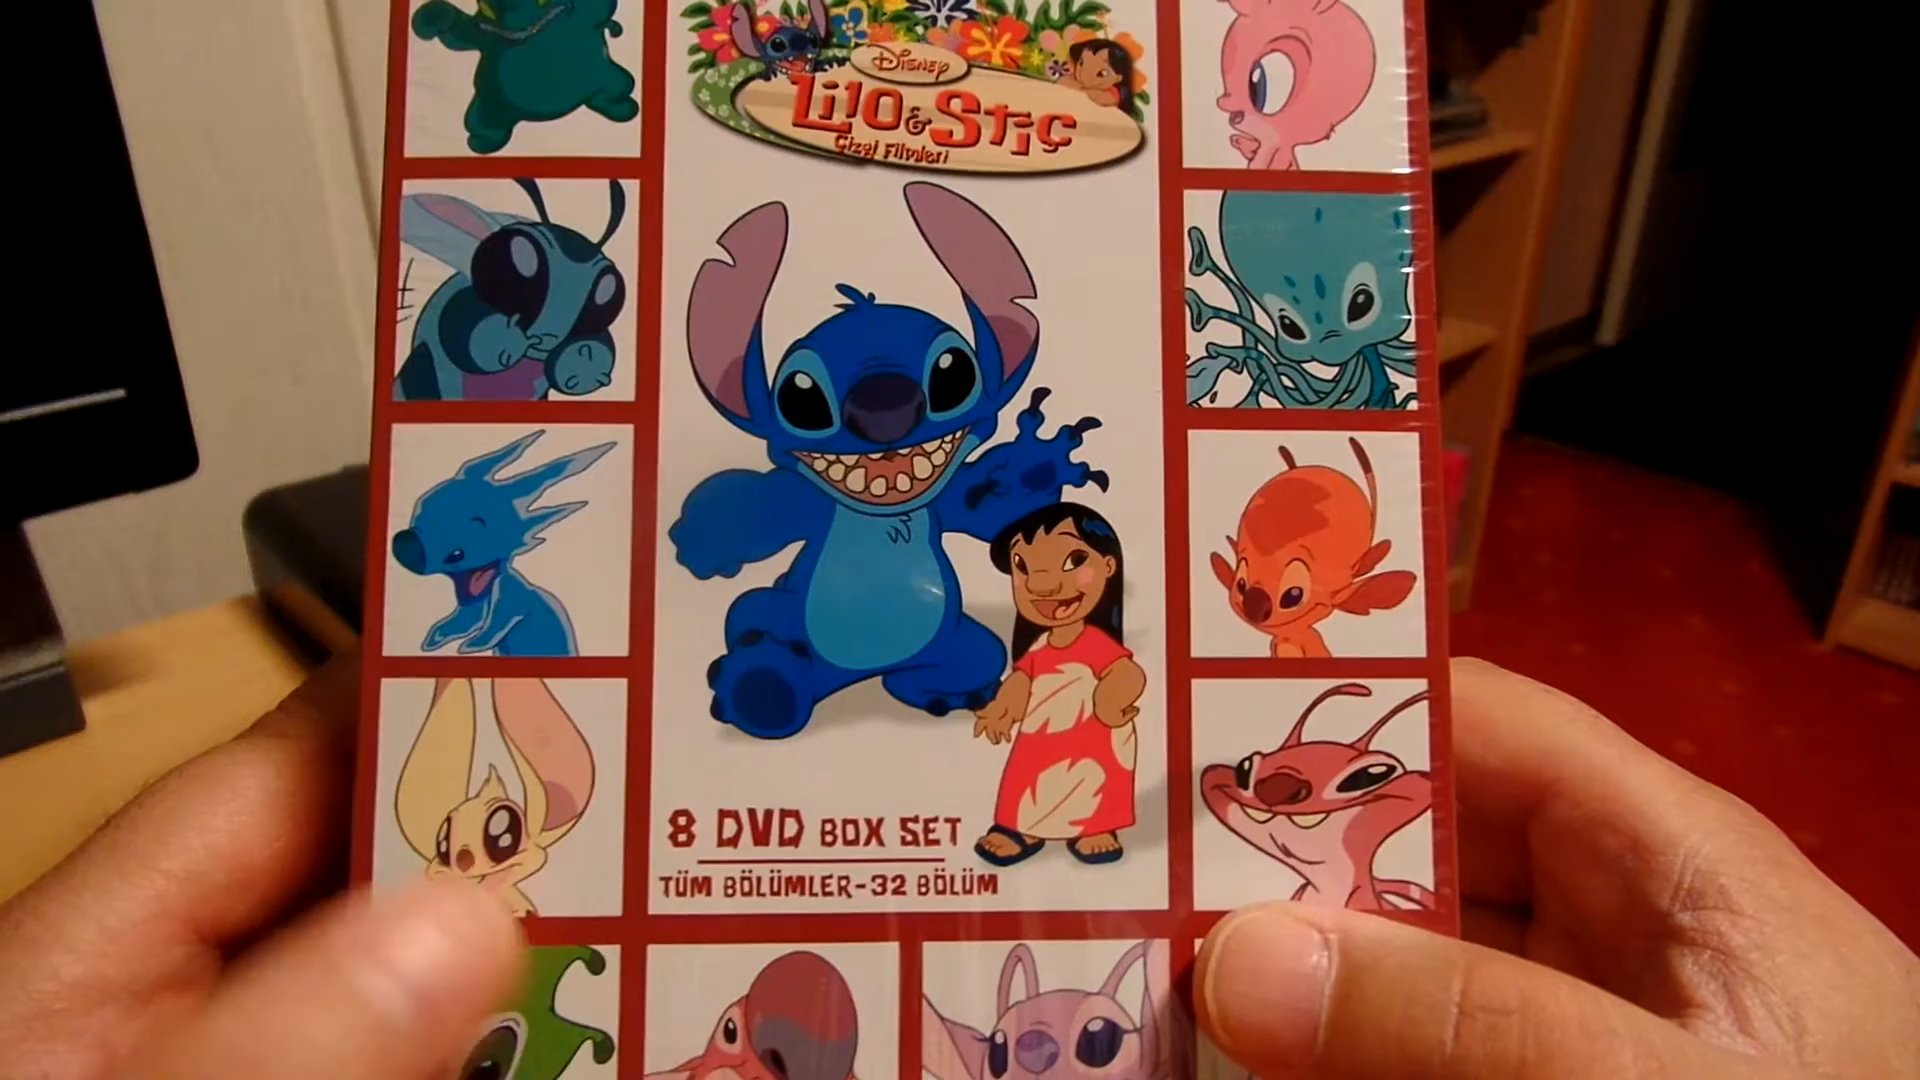 Disney
Lilo & Stiç
Çizgi Filmleri
8 DVD BOX SET
TÜM BÖLÜMLER-32 BÖLÜM